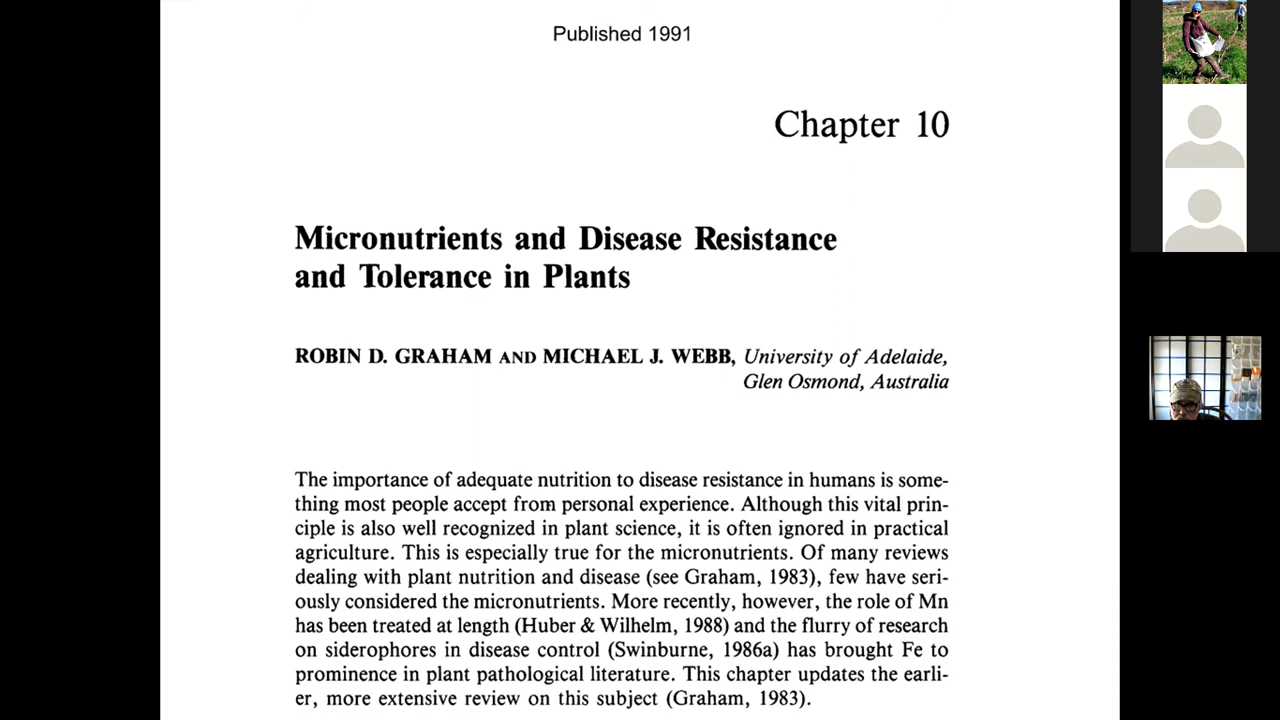 Published 1991
Chapter 10
Micronutrients and Disease Resistance
and Tolerance in Plants
ROBIN D. GRAHAM AND MICHAEL J. WEBB, University of Adelaide,
Glen Osmond, Australia
The importance of adequate nutrition to disease resistance in humans is some-
thing most people accept from personal experience. Although this vital prin-
ciple is also well recognized in plant science, it is often ignored in practical
agriculture. This is especially true for the micronutrients. Of many reviews
dealing with plant nutrition and disease (see Graham, 1983), few have seri-
ously considered the micronutrients. More recently, however, the role of Mn
has been treated at length (Huber & Wilhelm, 1988) and the flurry of research
on siderophores in disease control (Swinburne, 1986a) has brought Fe to
prominence in plant pathological literature. This chapter updates the earli-
er, more extensive review on this subject (Graham, 1983).